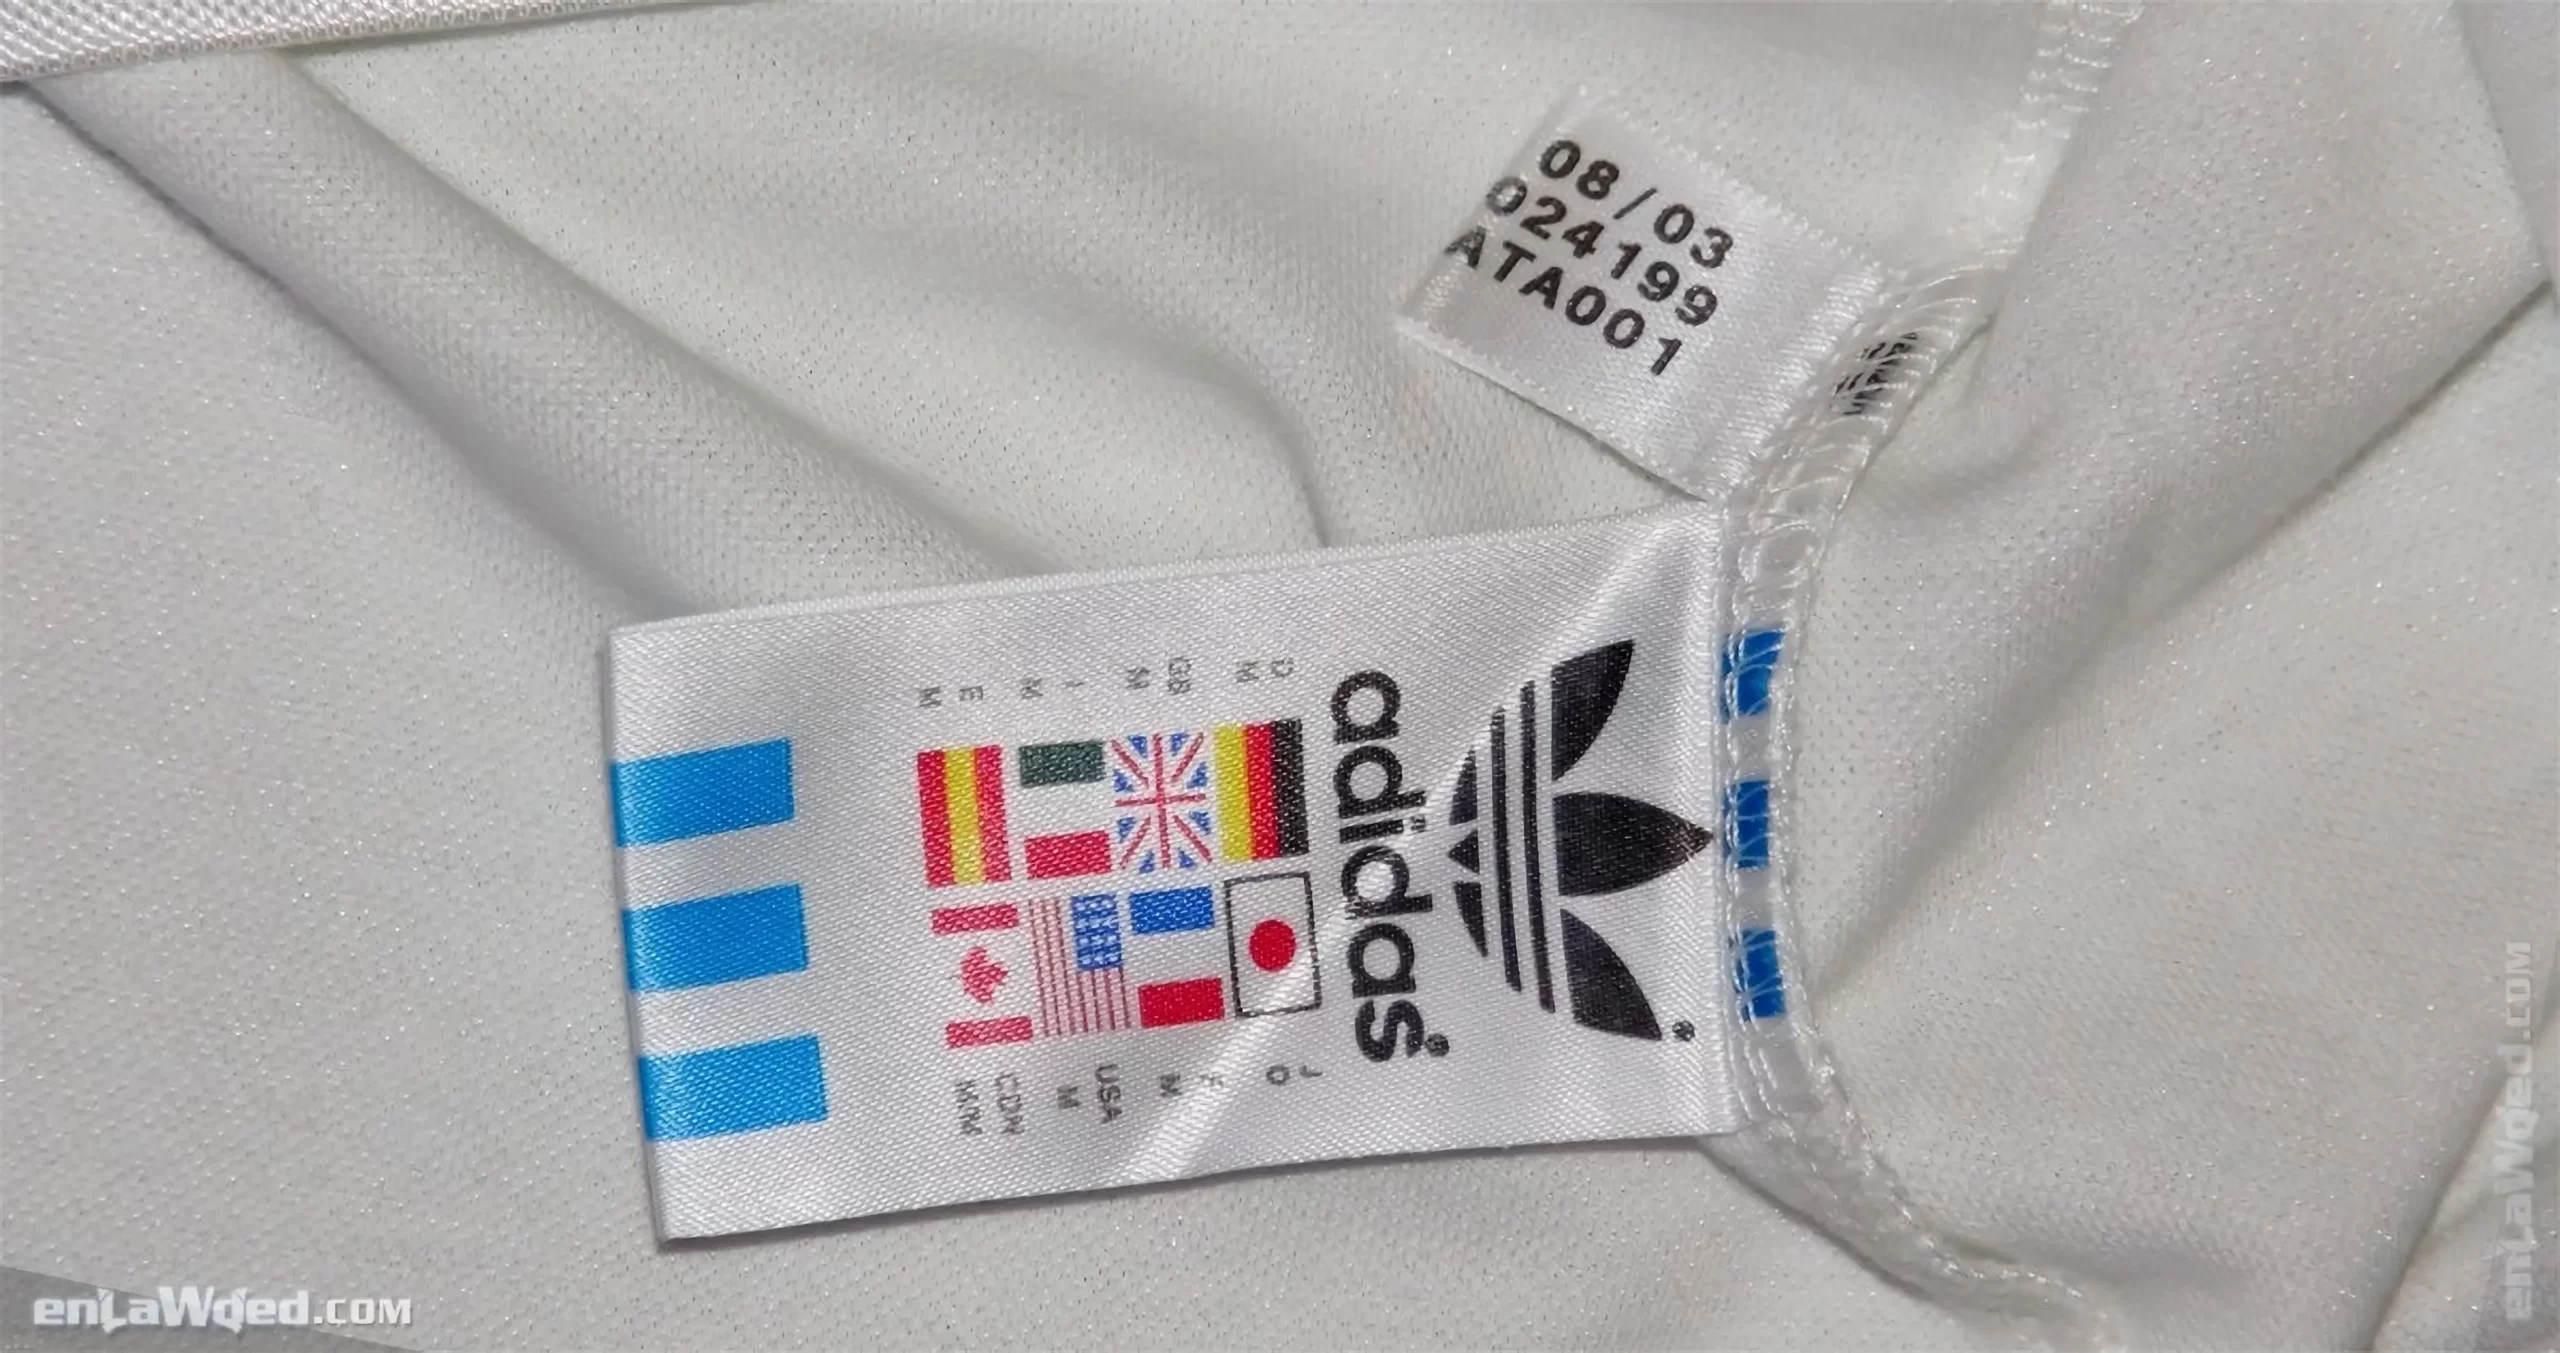 08/03
024199
ATA001
adidas
D
M
GB
M
I
M
E
M
J
O
F
M
USA
M
CDN
M/M
enLaWded.com
enLaWded.com